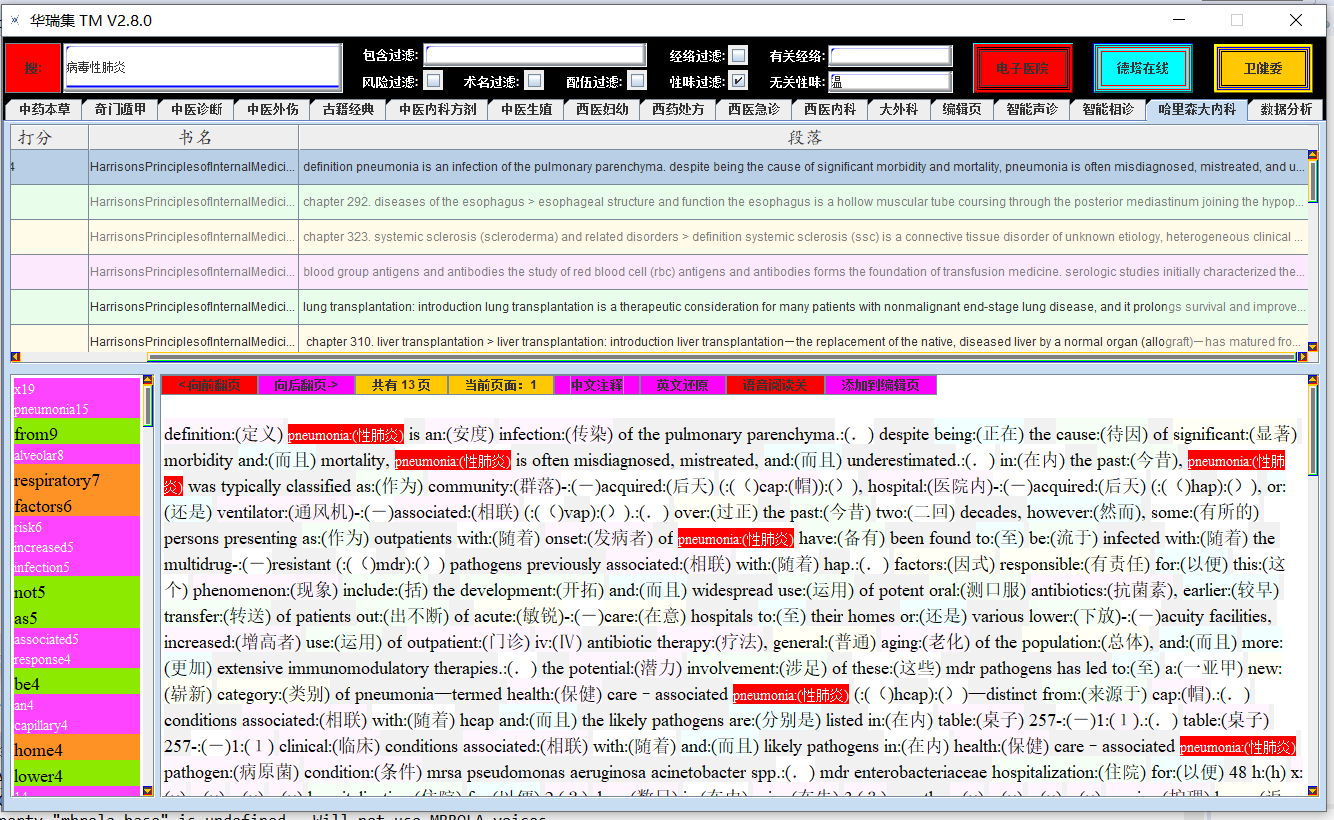 华瑞集 TM V2.8.0
搜:
病毒性肺炎
包含过滤:
经络过滤:
有关经络:
电子医院
德塔在线
卫健委
风险过滤:
术名过滤:
配伍过滤:
性味过滤:
无关性味:
温
中药本草 奇门遁甲 中医诊断 中医外伤 古籍经典 中医内科方剂 中医生殖 西医妇幼 西药处方 西医急诊 西医内科 大外科 编辑页 智能声诊 智能相诊 哈里森大内科 数据分析
打分 书名 段落
4 HarrisonsPrinciplesofInternalMedici... definition pneumonia is an infection of the pulmonary parenchyma. despite being the cause of significant morbidity and mortality, pneumonia is often misdiagnosed, mistreated, and u...
HarrisonsPrinciplesofInternalMedici... chapter 292. diseases of the esophagus > esophageal structure and function the esophagus is a hollow muscular tube coursing through the posterior mediastinum joining the hypop...
HarrisonsPrinciplesofInternalMedici... chapter 323. systemic sclerosis (scleroderma) and related disorders > definition systemic sclerosis (ssc) is a connective tissue disorder of unknown etiology, heterogeneous clinical ...
HarrisonsPrinciplesofInternalMedici... blood group antigens and antibodies the study of red blood cell (rbc) antigens and antibodies forms the foundation of transfusion medicine. serologic studies initially characterized the...
HarrisonsPrinciplesofInternalMedici... lung transplantation: introduction lung transplantation is a therapeutic consideration for many patients with nonmalignant end-stage lung disease, and it prolongs survival and improve...
HarrisonsPrinciplesofInternalMedici... chapter 310. liver transplantation > liver transplantation: introduction liver transplantation—the replacement of the native, diseased liver by a normal organ (allograft)—has matured fro...
x19
pneumonia15
from9
alveolar8
respiratory7
factors6
risk6
increased5
infection5
not5
as5
associated5
response4
be4
an4
capillary4
home4
lower4
<-向前翻页 向后翻页-> 共有 13 页 当前页面：1 中文注释 英文还原 语音阅读关 添加到编辑页
definition:(定义) pneumonia:(性肺炎) is an:(安度) infection:(传染) of the pulmonary parenchyma.:(．) despite being:(正在) the cause:(待因) of significant:(显著)
morbidity and:(而且) mortality, pneumonia:(性肺炎) is often misdiagnosed, mistreated, and:(而且) underestimated.:(．) in:(在内) the past:(今昔), pneumonia:(性肺
炎) was typically classified as:(作为) community:(群落)-:(－)acquired:(后天) (:(（)cap:(帽)):(）), hospital:(医院内)-:(－)acquired:(后天) (:(（)hap):(）), or:
(还是) ventilator:(通风机)-:(－)associated:(相联) (:(（)vap):(）).:(．) over:(过正) the past:(今昔) two:(二回) decades, however:(然而), some:(有所的)
persons presenting as:(作为) outpatients with:(随着) onset:(发病者) of pneumonia:(性肺炎) have:(备有) been found to:(至) be:(流于) infected with:(随着) the
multidrug-:(－)resistant (:(（)mdr):(）) pathogens previously associated:(相联) with:(随着) hap.:(．) factors:(因式) responsible:(有责任) for:(以便) this:(这
个) phenomenon:(现象) include:(括) the development:(开拓) and:(而且) widespread use:(运用) of potent oral:(测口服) antibiotics:(抗菌素), earlier:(较早)
transfer:(转送) of patients out:(出不断) of acute:(敏锐)-:(－)care:(在意) hospitals to:(至) their homes or:(还是) various lower:(下放)-:(－)acuity facilities,
increased:(增高者) use:(运用) of outpatient:(门诊) iv:(Ⅳ) antibiotic therapy:(疗法), general:(普通) aging:(老化) of the population:(总体), and:(而且) more:
(更加) extensive immunomodulatory therapies.:(．) the potential:(潜力) involvement:(涉足) of these:(这些) mdr pathogens has led to:(至) a:(一亚甲) new:
(崭新) category:(类别) of pneumonia—termed health:(保健) care－associated pneumonia:(性肺炎) (:(（)hcap):(）)—distinct from:(来源于) cap:(帽).:(．)
conditions associated:(相联) with:(随着) hcap and:(而且) the likely pathogens are:(分别是) listed in:(在内) table:(桌子) 257-:(－)1:(１).:(．) table:(桌子)
257-:(－)1:(１) clinical:(临床) conditions associated:(相联) with:(随着) and:(而且) likely pathogens in:(在内) health:(保健) care－associated pneumonia:(性肺炎)
pathogen:(病原菌) condition:(条件) mrsa pseudomonas aeruginosa acinetobacter spp.:(．) mdr enterobacteriaceae hospitalization:(住院) for:(以便) 48 h:(h) x: